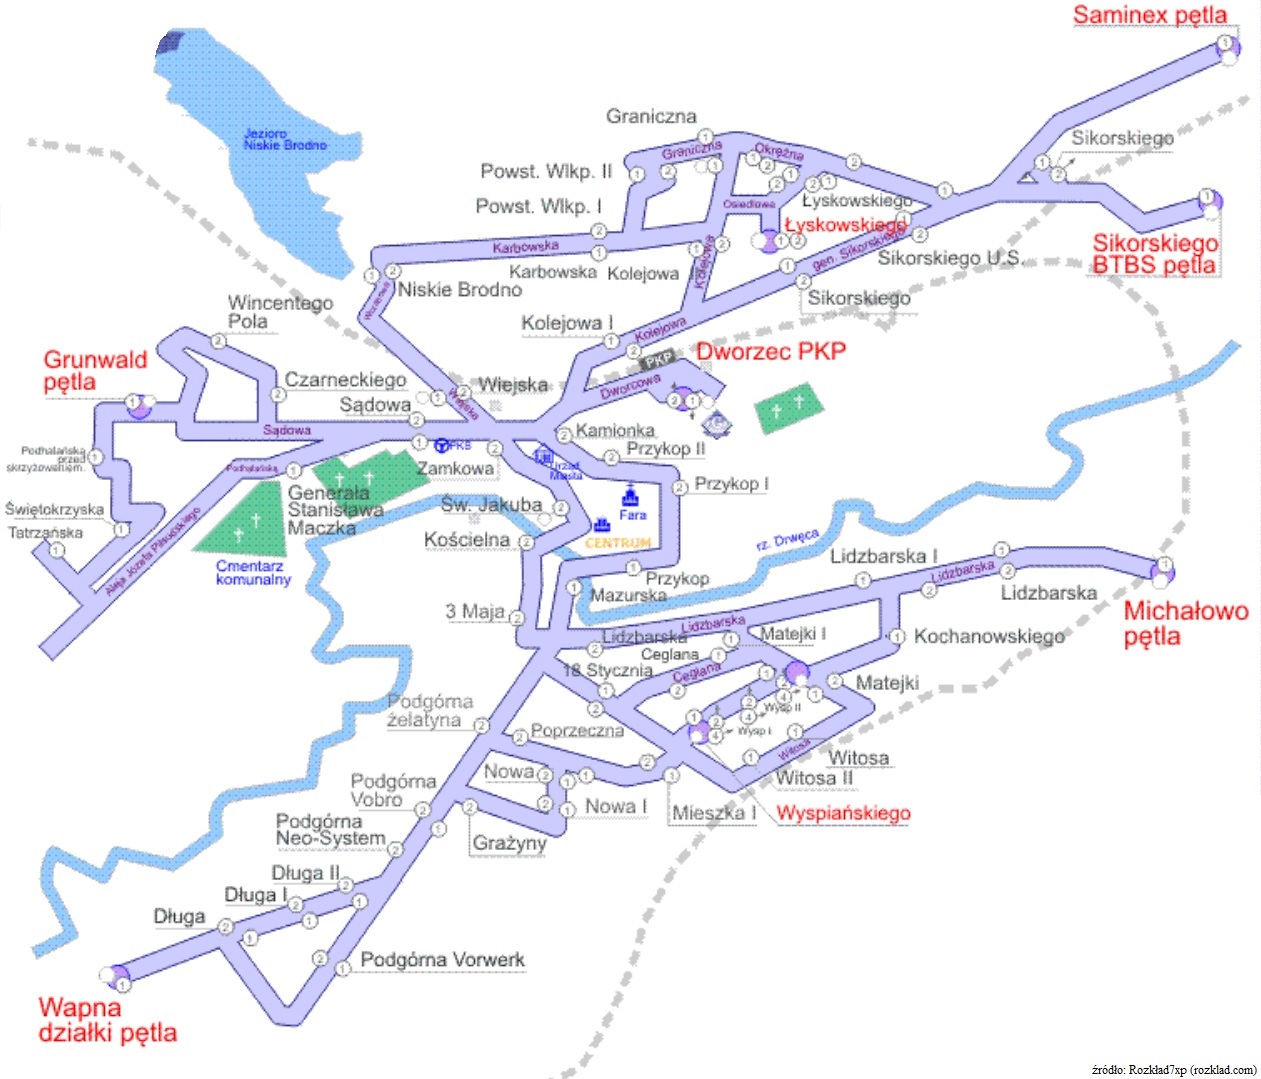 Saminex pętla
Graniczna
Sikorskiego
Jezioro
Niskie Brodno
Graniczna
Okrężna
Powst. Wlkp. II
Powst. Wlkp. I
Osiedlowa
Łyskowskiego
Łyskowskiego
Karbowska
Karbowska
Kolejowa
Kolejowa
gen. Sikorskiego
Sikorskiego U.S.
Sikorskiego
BTBS pętla
Niskie Brodno
Sikorskiego
Wincentego
Pola
Kolejowa I
Kolejowa
PKP
Dworzec PKP
Grunwald
pętla
Czarneckiego
Wiejska
Wiejska
Dworcowa
Sądowa
Sądowa
Kamionka
PKS
Zamkowa
Urząd
Miasta
Przykop II
Przykop I
Podhalańska
przed
skrzyżowaniem.
Podhalańska
Generała
Stanisława
Maczka
Św. Jakuba
Fara
CENTRUM
Świętokrzyska
Tatrzańska
Aleja Józefa Piłsudskiego
Cmentarz
komunalny
Kościelna
rz. Drwęca
Przykop
Mazurska
Lidzbarska I
Lidzbarska
Lidzbarska
Michałowo
pętla
3 Maja
Lidzbarska
Lidzbarska
Matejki I
Kochanowskiego
Ceglana
Ceglana
18 Stycznia
Matejki
Podgórna
żelatyna
Wysp II
Wysp I
Poprzeczna
Witosa
Witosa
Witosa II
Nowa
Nowa I
Mieszka I
Wyspiańskiego
Podgórna
Vobro
Podgórna
Neo-System
Grażyny
Długa II
Długa I
Długa
Podgórna Vorwerk
Wapna
działki pętla
źródło: Rozkład7xp (rozklad.com)